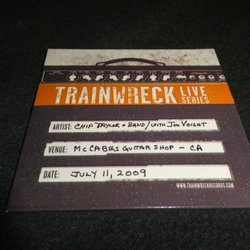 TRAINWRECK LIVE SERIES
ARTIST: CHIP TAYLOR + BAND / WITH JON VOIGHT
VENUE: McCABES GUITAR SHOP - CA
DATE: JULY 11, 2009
WWW.TRAINWRECKRECORDS.COM